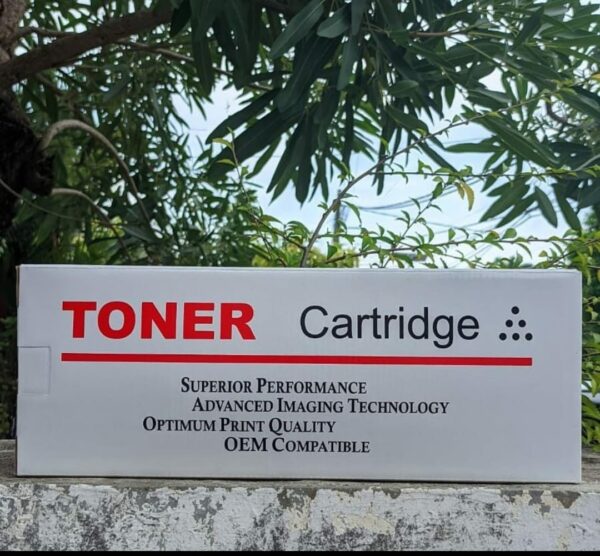 TONER Cartridge
SUPERIOR PERFORMANCE
ADVANCED IMAGING TECHNOLOGY
OPTIMUM PRINT QUALITY
OEM COMPATIBLE